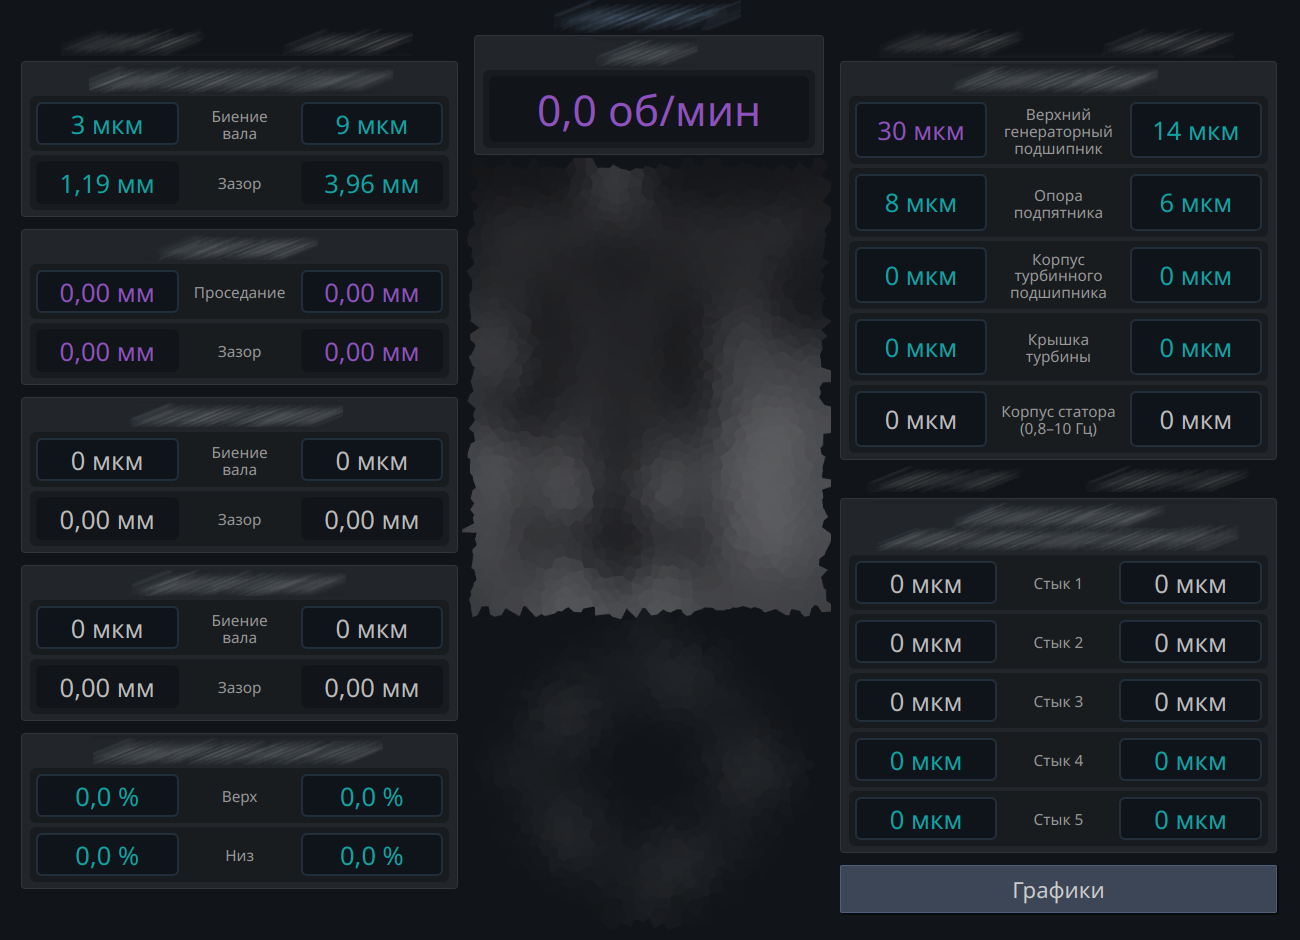 0,0 об/мин
3 мкм
Биение
вала
9 мкм
1,19 мм
Зазор
3,96 мм
0,00 мм
Проседание
0,00 мм
0,00 мм
Зазор
0,00 мм
0 мкм
Биение
вала
0 мкм
0,00 мм
Зазор
0,00 мм
0 мкм
Биение
вала
0 мкм
0,00 мм
Зазор
0,00 мм
0,0 %
Верх
0,0 %
0,0 %
Низ
0,0 %
30 мкм
Верхний
генераторный
подшипник
14 мкм
8 мкм
Опора
подпятника
6 мкм
0 мкм
Корпус
турбинного
подшипника
0 мкм
0 мкм
Крышка
турбины
0 мкм
0 мкм
Корпус статора
(0,8–10 Гц)
0 мкм
0 мкм
Стык 1
0 мкм
0 мкм
Стык 2
0 мкм
0 мкм
Стык 3
0 мкм
0 мкм
Стык 4
0 мкм
0 мкм
Стык 5
0 мкм
Графики